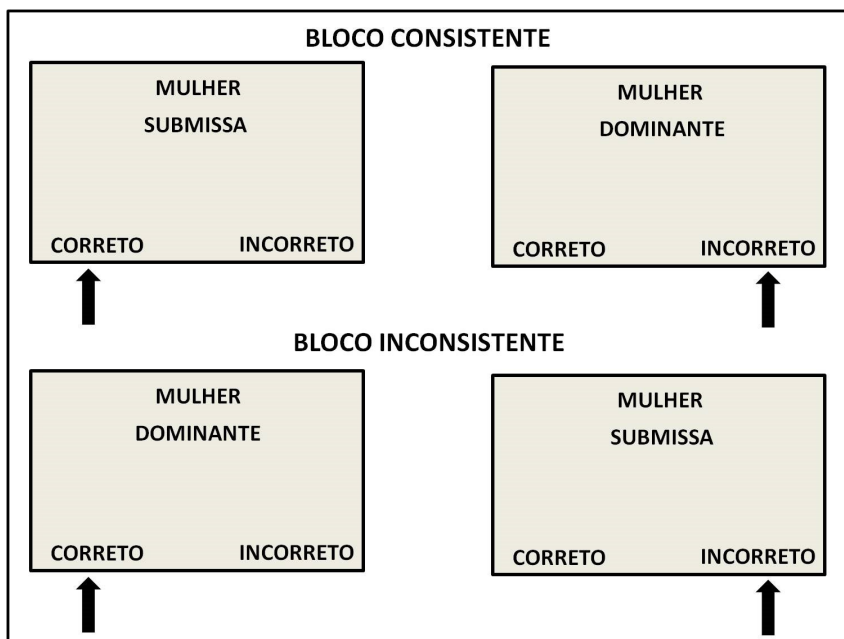 BLOCO CONSISTENTE
MULHER
SUBMISSA
CORRETO INCORRETO
MULHER
DOMINANTE
CORRETO INCORRETO
BLOCO INCONSISTENTE
MULHER
DOMINANTE
CORRETO INCORRETO
MULHER
SUBMISSA
CORRETO INCORRETO